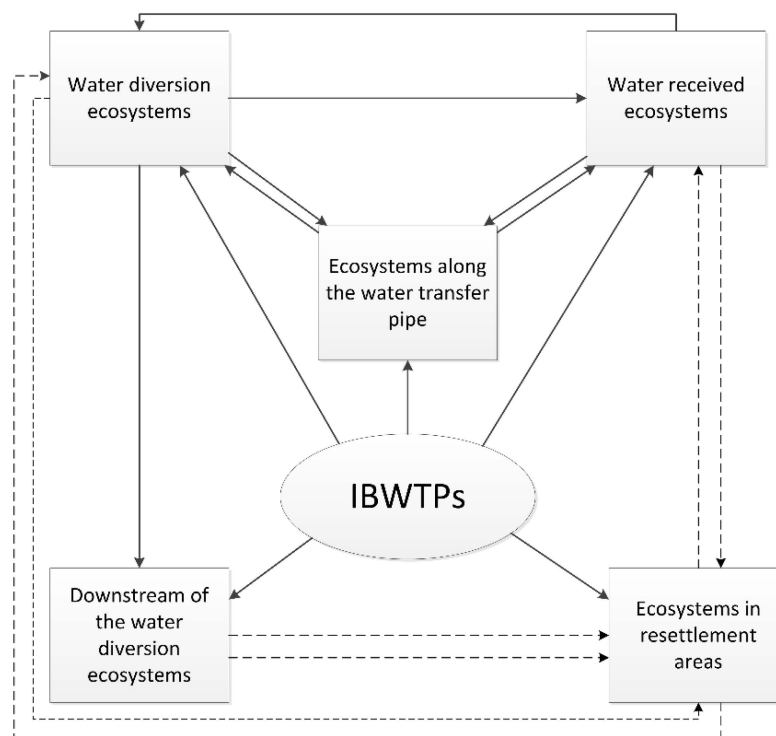 Water diversion
ecosystems
Water received
ecosystems
Ecosystems along
the water transfer
pipe
IBWTPs
Downstream of
the water
diversion
ecosystems
Ecosystems in
resettlement
areas